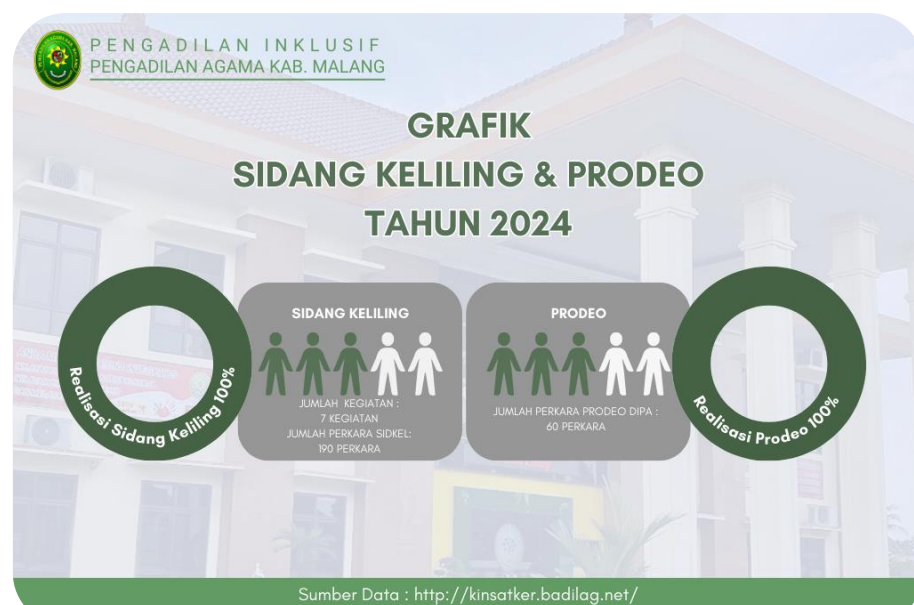 PENGADILAN INKLUSIF
PENGADILAN AGAMA KAB. MALANG
GRAFIK
SIDANG KELILING & PRODEO
TAHUN 2024
SIDANG KELILING
JUMLAH KEGIATAN :
7 KEGIATAN
JUMLAH PERKARA SIDKEL:
190 PERKARA
PRODEO
JUMLAH PERKARA PRODEO DIPA :
60 PERKARA
Realisasi Sidang Keliling 100%
Realisasi Prodeo 100%
Sumber Data : http://kinsatker.badilag.net/